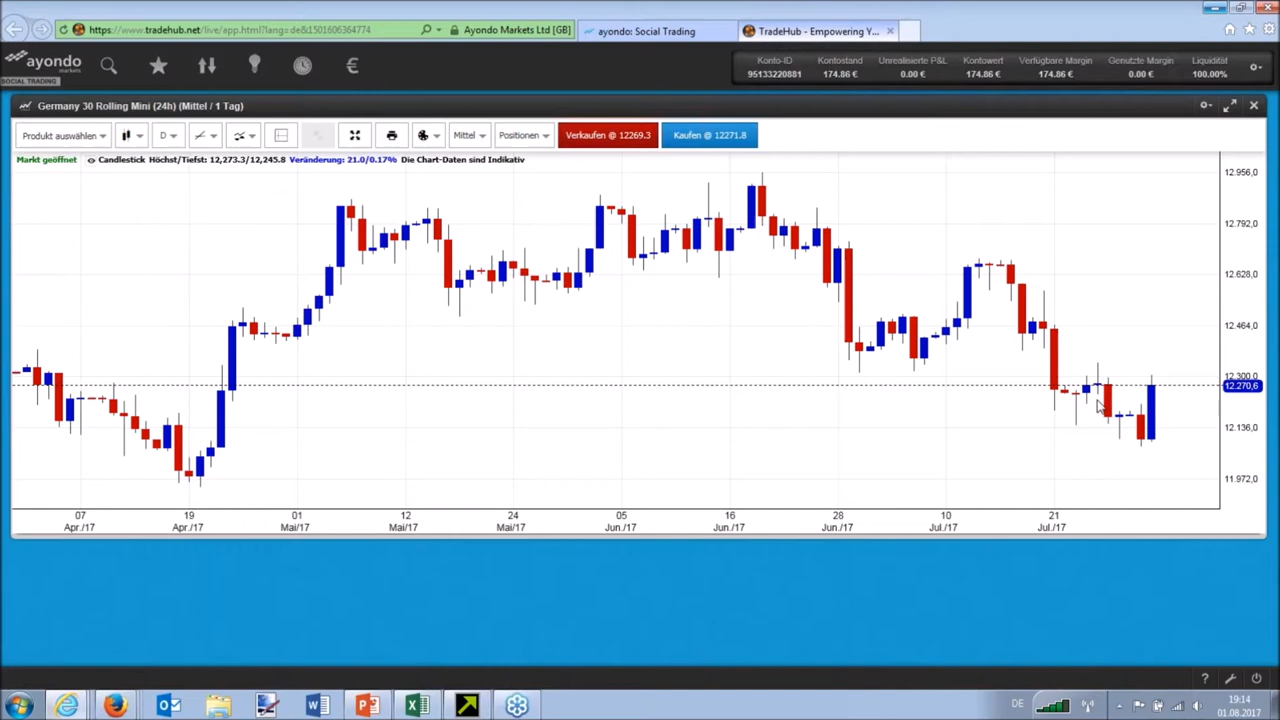 https://www.tradehub.net/live/app.html?lang=de&1501606364774
Ayondo Markets Ltd [GB]
ayondo: Social Trading
TradeHub - Empowering Y...
ayondo
markets
SOCIAL TRADING
Konto-ID
95133220881
Kontostand
174.86 €
Unrealisierte P&L
0.00 €
Kontowert
174.86 €
Verfügbare Margin
174.86 €
Genutzte Margin
0.00 €
Liquidität
100.00%
Germany 30 Rolling Mini (24h) (Mittel / 1 Tag)
Produkt auswählen
D
Mittel
Positionen
Verkaufen @ 12269.3
Kaufen @ 12271.8
Markt geöffnet
Candlestick Höchst/Tiefst: 12,273.3/12,245.8 Veränderung: 21.0/0.17% Die Chart-Daten sind Indikativ
12.956,0
12.792,0
12.628,0
12.464,0
12.300,0
12.270,6
12.136,0
11.972,0
07 19 01 12 24 05 16 28 10 21
Apr./17 Apr./17 Mai/17 Mai/17 Mai/17 Jun./17 Jun./17 Jun./17 Jul./17 Jul./17
DE
19:14
01.08.2017